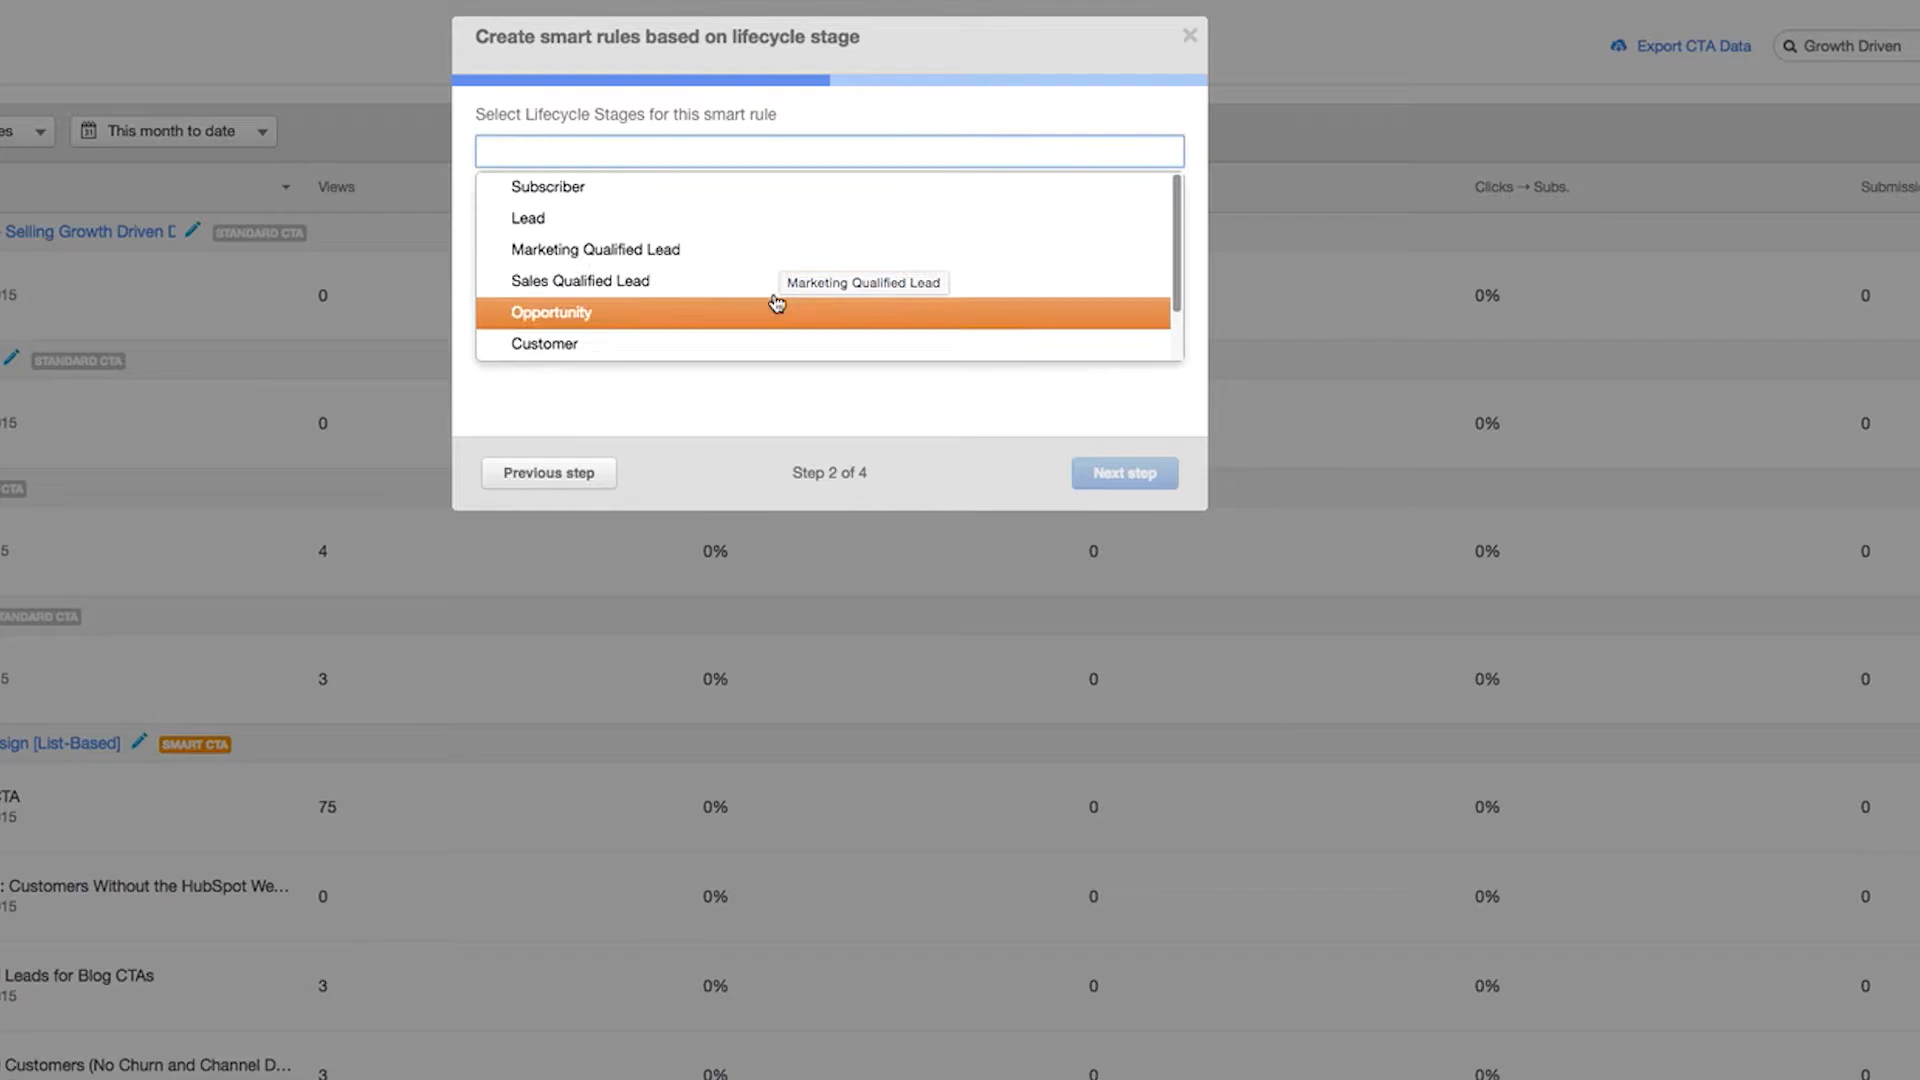 Create smart rules based on lifecycle stage
×
Export CTA Data
Growth Driven
es
31
This month to date
Select Lifecycle Stages for this smart rule
Views
Clicks → Subs.
Submissi
Subscriber
Lead
Marketing Qualified Lead
Sales Qualified Lead
Marketing Qualified Lead
Opportunity
Customer
Selling Growth Driven D
STANDARD CTA
15
0
0%
0
STANDARD CTA
15
0
0%
0
Previous step
Step 2 of 4
Next step
CTA
5
4
0%
0
0%
0
TANDARD CTA
5
3
0%
0
0%
0
sign [List-Based]
SMART CTA
CTA
15
75
0%
0
0%
0
: Customers Without the HubSpot We...
15
0
0%
0
0%
0
Leads for Blog CTAs
15
3
0%
0
0%
0
Customers (No Churn and Channel D...
3
0%
0
0%
0